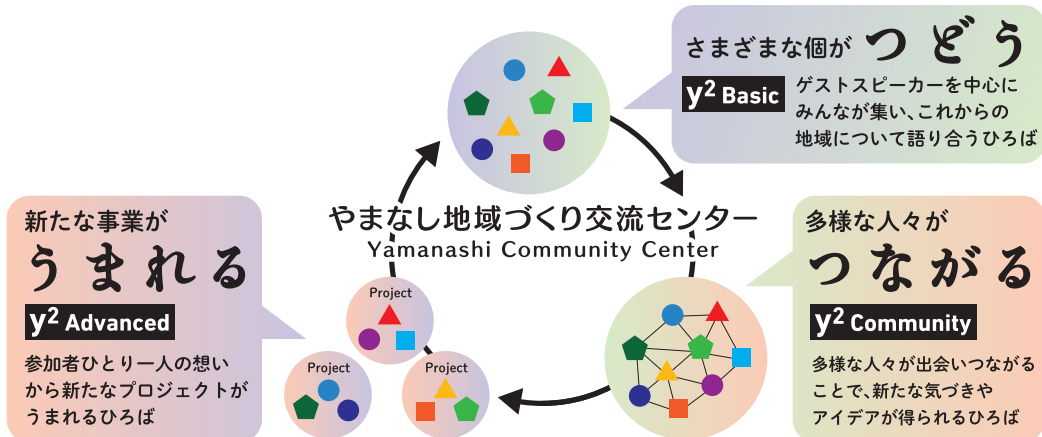 さまざまな個が つどう
y² Basic
ゲストスピーカーを中心に
みんなが集い、これからの
地域について語り合うひろば
やまなし地域づくり交流センター
Yamanashi Community Center
多様な人々が
つながる
y² Community
多様な人々が出会いつながる
ことで、新たな気づきや
アイデアが得られるひろば
新たな事業が
うまれる
y² Advanced
参加者ひとり一人の想い
から新たなプロジェクトが
うまれるひろば
Project
Project
Project